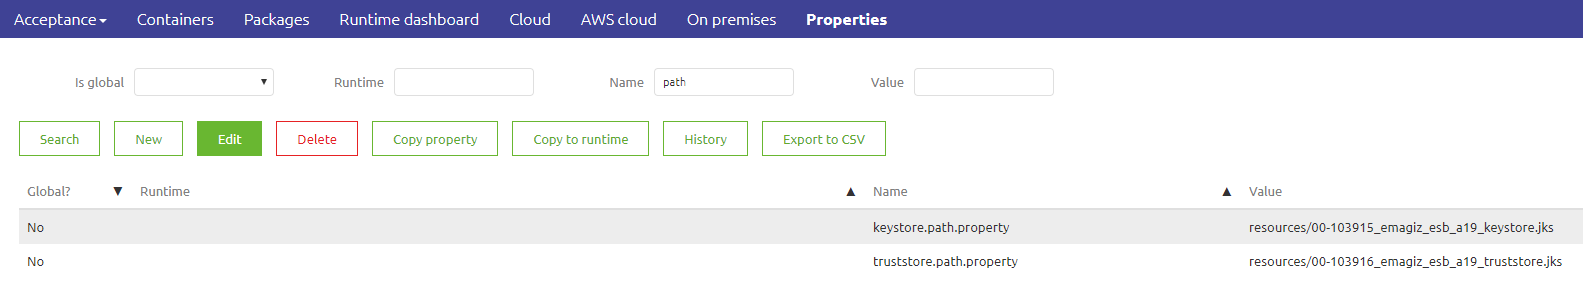 Acceptance Containers Packages Runtime dashboard Cloud AWS cloud On premises Properties
Is global Runtime Name path Value
Search New Edit Delete Copy property Copy to runtime History Export to CSV
Global? Runtime Name Value
No keystore.path.property resources/00-103915_emagiz_esb_a19_keystore.jks
No truststore.path.property resources/00-103916_emagiz_esb_a19_truststore.jks